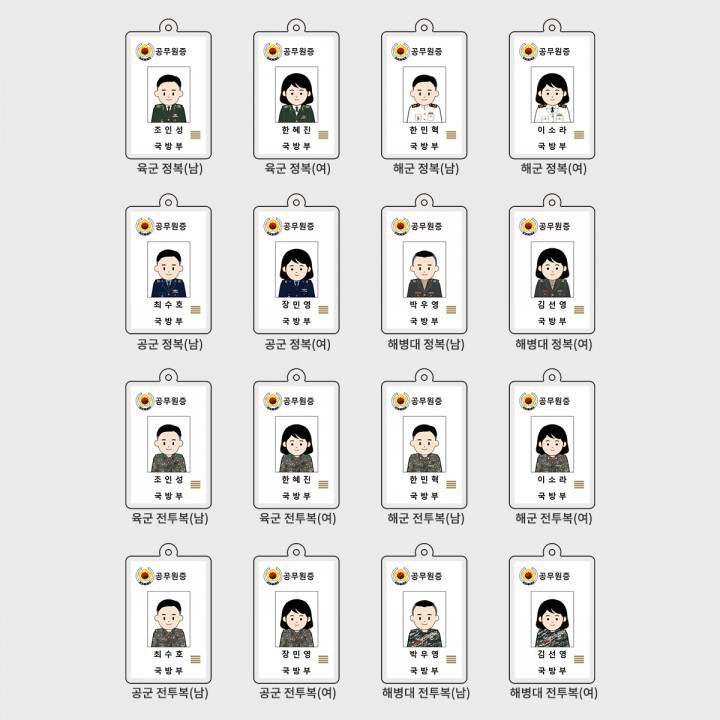 공무원증
조인성
국방부
육군 정복(남)
공무원증
한혜진
국방부
육군 정복(여)
공무원증
한민혁
국방부
해군 정복(남)
공무원증
이소라
국방부
해군 정복(여)
공무원증
최수호
국방부
공군 정복(남)
공무원증
장민영
국방부
공군 정복(여)
공무원증
박우영
국방부
해병대 정복(남)
공무원증
김선영
국방부
해병대 정복(여)
공무원증
조인성
국방부
육군 전투복(남)
공무원증
한혜진
국방부
육군 전투복(여)
공무원증
한민혁
국방부
해군 전투복(남)
공무원증
이소라
국방부
해군 전투복(여)
공무원증
최수호
국방부
공군 전투복(남)
공무원증
장민영
국방부
공군 전투복(여)
공무원증
박우영
국방부
해병대 전투복(남)
공무원증
김선영
국방부
해병대 전투복(여)